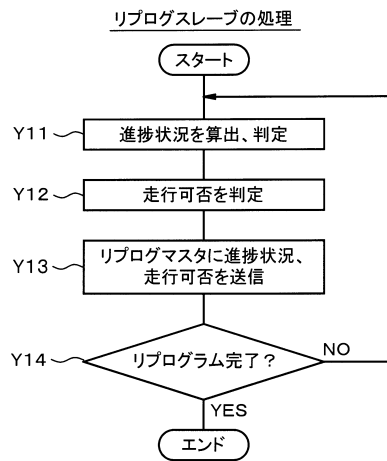 リプログスレーブの処理
スタート
Y11
進捗状況を算出、判定
Y12
走行可否を判定
Y13
リプログマスタに進捗状況、
走行可否を送信
Y14
リプログラム完了？
NO
YES
エンド